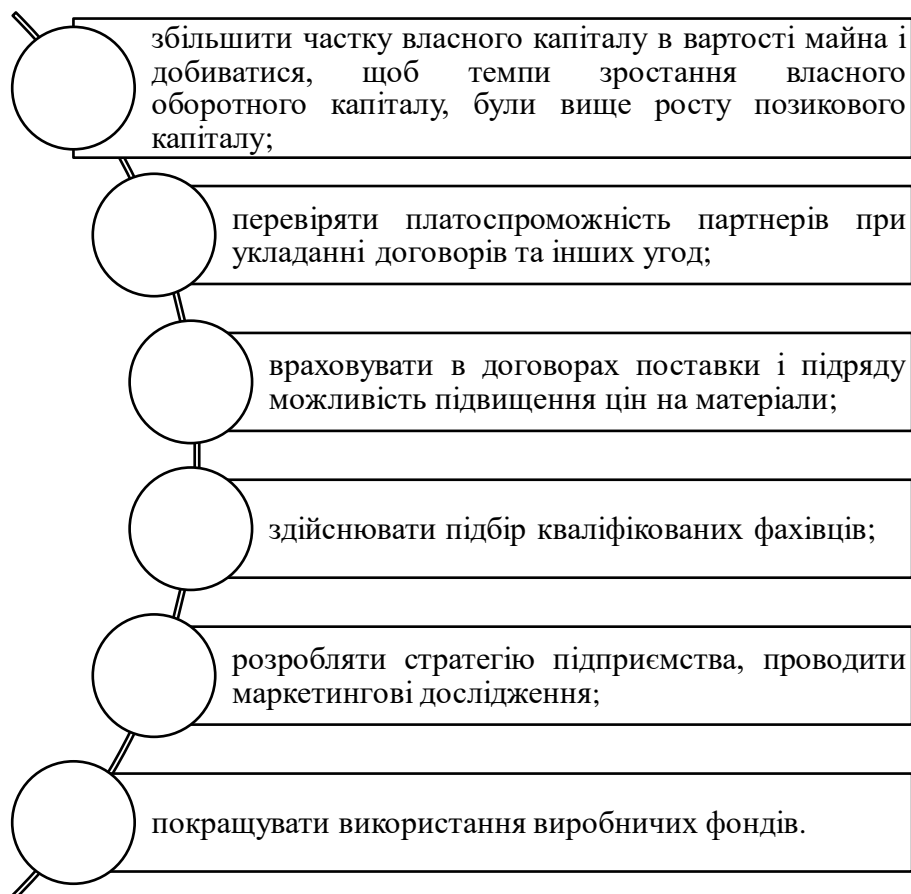 збільшити частку власного капіталу в вартості майна і
добиватися, щоб темпи зростання власного
оборотного капіталу, були вище росту позикового
капіталу;
перевіряти платоспроможність партнерів при
укладанні договорів та інших угод;
враховувати в договорах поставки і підряду
можливість підвищення цін на матеріали;
здійснювати підбір кваліфікованих фахівців;
розробляти стратегію підприємства, проводити
маркетингові дослідження;
покращувати використання виробничих фондів.